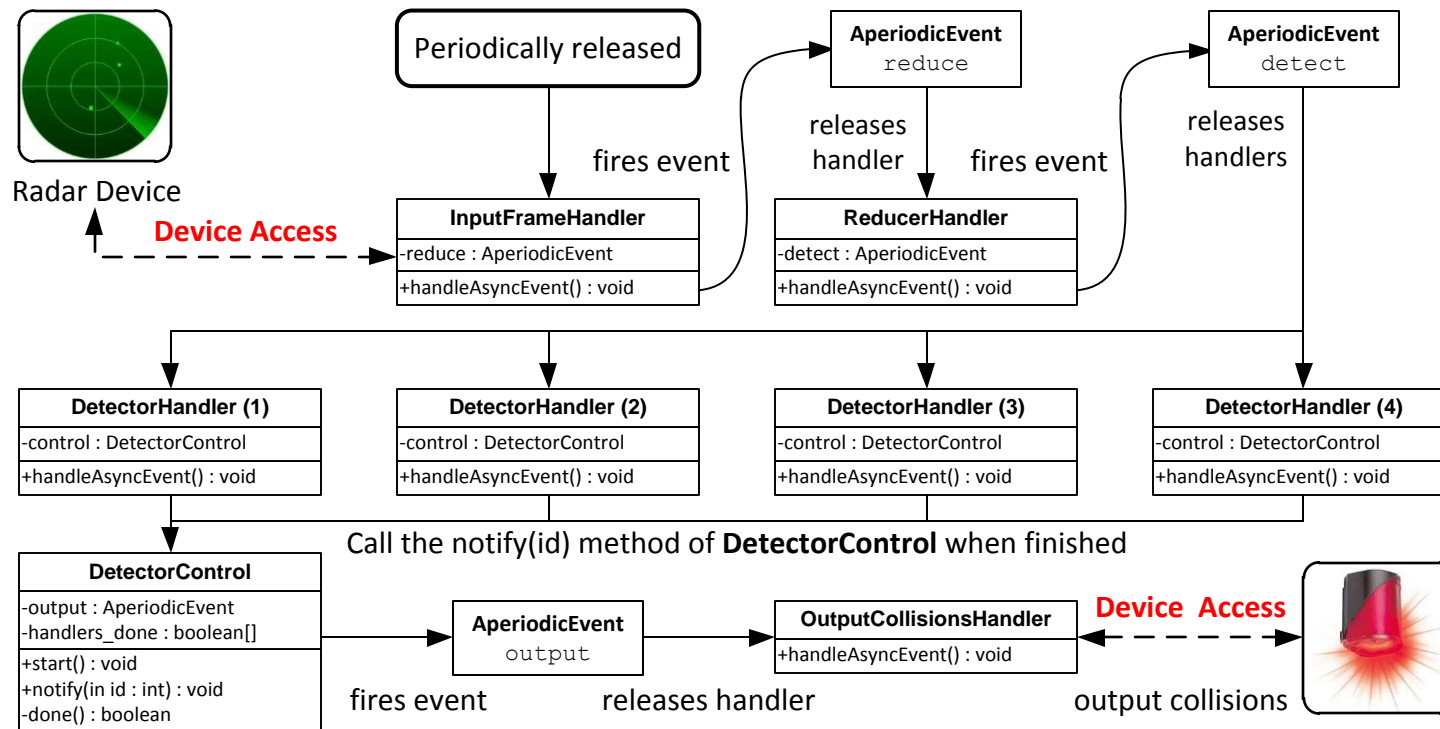 Periodically released
AperiodicEvent
reduce
AperiodicEvent
detect
Radar Device
Device Access
fires event
releases
handler
fires event
releases
handlers
InputFrameHandler
-reduce : AperiodicEvent
+handleAsyncEvent() : void
ReducerHandler
-detect : AperiodicEvent
+handleAsyncEvent() : void
DetectorHandler (1)
-control : DetectorControl
+handleAsyncEvent() : void
DetectorHandler (2)
-control : DetectorControl
+handleAsyncEvent() : void
DetectorHandler (3)
-control : DetectorControl
+handleAsyncEvent() : void
DetectorHandler (4)
-control : DetectorControl
+handleAsyncEvent() : void
Call the notify(id) method of DetectorControl when finished
DetectorControl
-output : AperiodicEvent
-handlers_done : boolean[]
+start() : void
+notify(in id : int) : void
-done() : boolean
fires event
AperiodicEvent
output
releases handler
OutputCollisionsHandler
+handleAsyncEvent() : void
Device Access
output collisions